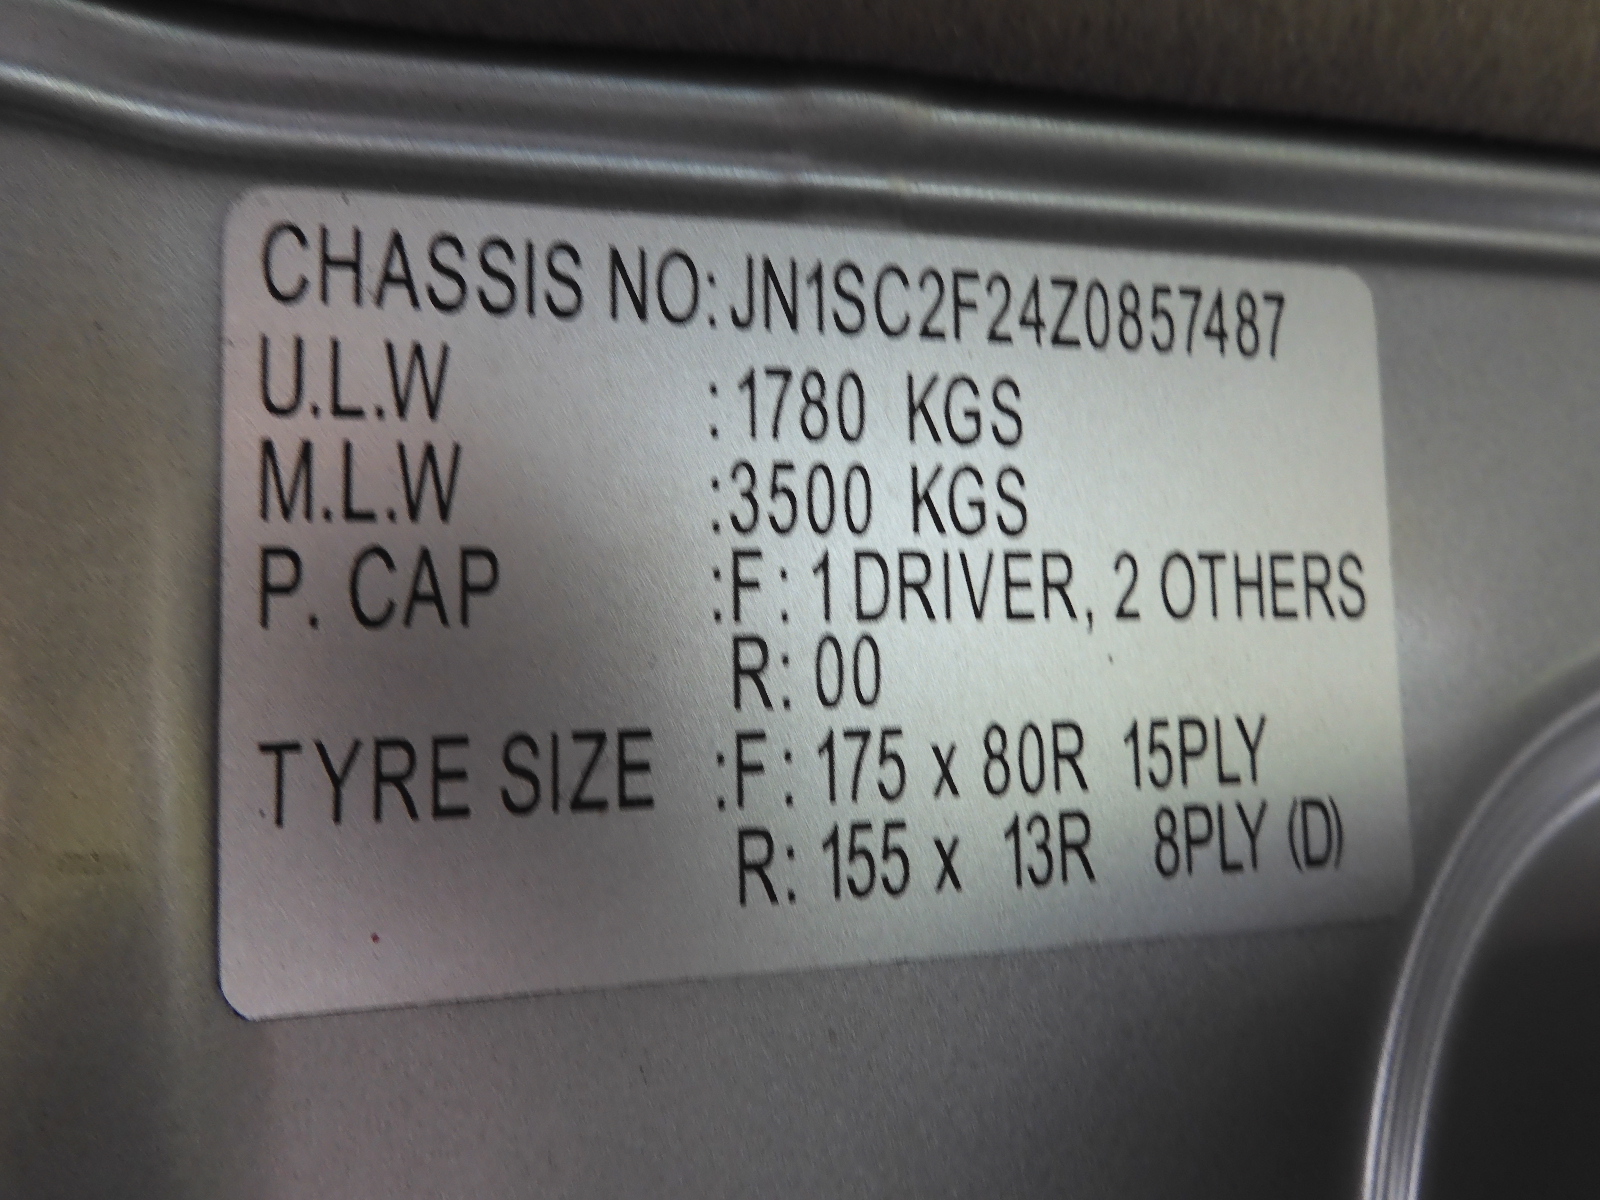 CHASSIS NO: JN1SC2F24Z0857487
U.L.W : 1780 KGS
M.L.W : 3500 KGS
P. CAP : F : 1 DRIVER, 2 OTHERS
R: 00
TYRE SIZE : F : 175 x 80R 15PLY
R: 155 x 13R 8PLY (D)